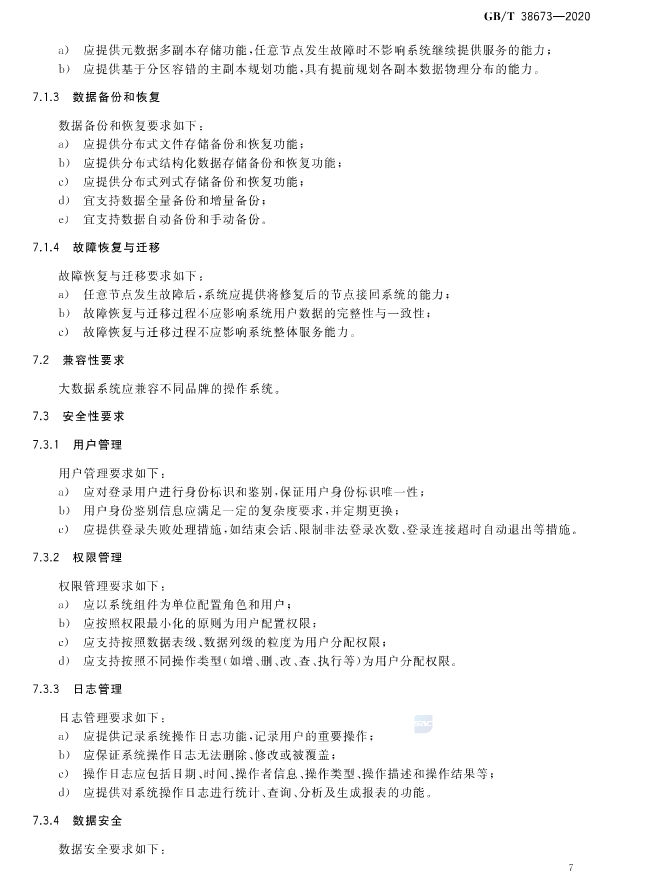 GB/T 38673—2020
a) 应提供元数据多副本存储功能,任意节点发生故障时不影响系统继续提供服务的能力;
b) 应提供基于分区容错的主副本规划功能,具有提前规划各副本数据物理分布的能力。
7.1.3 数据备份和恢复
数据备份和恢复要求如下:
a) 应提供分布式文件存储备份和恢复功能;
b) 应提供分布式结构化数据存储备份和恢复功能;
c) 应提供分布式列式存储备份和恢复功能;
d) 宜支持数据全量备份和增量备份;
e) 宜支持数据自动备份和手动备份。
7.1.4 故障恢复与迁移
故障恢复与迁移要求如下:
a) 任意节点发生故障后,系统应提供将修复后的节点接回系统的能力;
b) 故障恢复与迁移过程不应影响系统用户数据的完整性与一致性;
c) 故障恢复与迁移过程不应影响系统整体服务能力。
7.2 兼容性要求
大数据系统应兼容不同品牌的操作系统。
7.3 安全性要求
7.3.1 用户管理
用户管理要求如下:
a) 应对登录用户进行身份标识和鉴别,保证用户身份标识唯一性;
b) 用户身份鉴别信息应满足一定的复杂度要求,并定期更换;
c) 应提供登录失败处理措施,如结束会话、限制非法登录次数、登录连接超时自动退出等措施。
7.3.2 权限管理
权限管理要求如下:
a) 应以系统组件为单位配置角色和用户;
b) 应按照权限最小化的原则为用户配置权限;
c) 应支持按照数据表级、数据列级的粒度为用户分配权限;
d) 应支持按照不同操作类型(如增、删、改、查、执行等)为用户分配权限。
7.3.3 日志管理
日志管理要求如下:
a) 应提供记录系统操作日志功能,记录用户的重要操作;
b) 应保证系统操作日志无法删除、修改或被覆盖;
c) 操作日志应包括日期、时间、操作者信息、操作类型、操作描述和操作结果等;
d) 应提供对系统操作日志进行统计、查询、分析及生成报表的功能。
7.3.4 数据安全
数据安全要求如下:
7